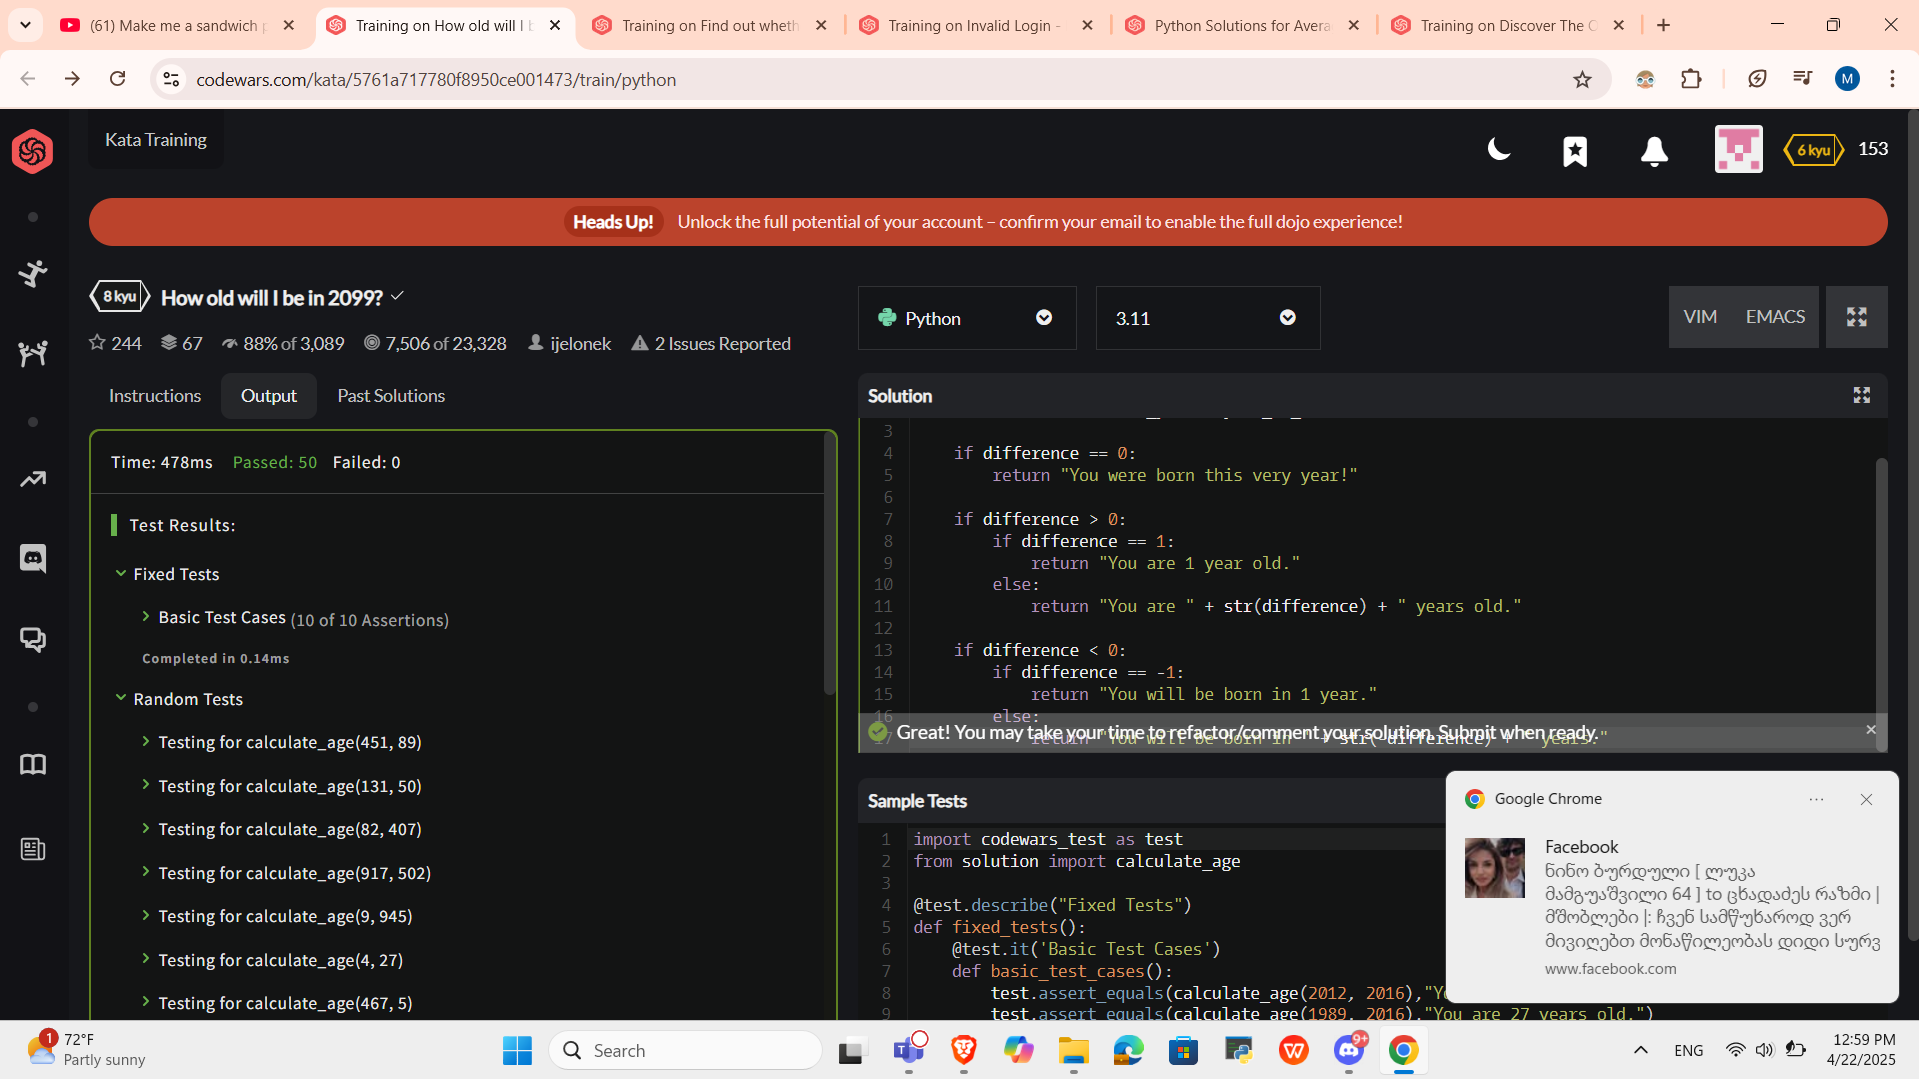 (61) Make me a sandwich p
Training on How old will I b
Training on Find out wheth
Training on Invalid Login -
Python Solutions for Avera
Training on Discover The O
codewars.com/kata/5761a717780f8950ce001473/train/python
M
Kata Training
6 kyu
153
Heads Up! Unlock the full potential of your account – confirm your email to enable the full dojo experience!
8 kyu How old will I be in 2099?
244 67 88% of 3,089 7,506 of 23,328 ijelonek 2 Issues Reported
Python
3.11
VIM EMACS
Instructions Output Past Solutions
Time: 478ms Passed: 50 Failed: 0
Test Results:
Fixed Tests
Basic Test Cases (10 of 10 Assertions)
Completed in 0.14ms
Random Tests
Testing for calculate_age(451, 89)
Testing for calculate_age(131, 50)
Testing for calculate_age(82, 407)
Testing for calculate_age(917, 502)
Testing for calculate_age(9, 945)
Testing for calculate_age(4, 27)
Testing for calculate_age(467, 5)
Solution
3
4 if difference == 0:
5 return "You were born this very year!"
6
7 if difference > 0:
8 if difference == 1:
9 return "You are 1 year old."
10 else:
11 return "You are " + str(difference) + " years old."
12
13 if difference < 0:
14 if difference == -1:
15 return "You will be born in 1 year."
16 else:
17 return "You will be born in " + str(-difference) + " years."
Great! You may take your time to refactor/comment your solution. Submit when ready.
Sample Tests
1 import codewars_test as test
2 from solution import calculate_age
3
4 @test.describe("Fixed Tests")
5 def fixed_tests():
6 @test.it('Basic Test Cases')
7 def basic_test_cases():
8 test.assert_equals(calculate_age(2012, 2016),"Yo
9 test.assert_equals(calculate_age(1989, 2016),"You are 27 years old.")
Google Chrome
Facebook
ნინო ბურდული [ ლუკა
მამგუაშვილი 64 ] to ცხადაძეს რაზმი |
მშობლები |: ჩვენ სამწუხაროდ ვერ
მივიღებთ მონაწილეობას დიდი სურვ
www.facebook.com
1
72°F
Partly sunny
Search
9+
ENG
12:59 PM
4/22/2025